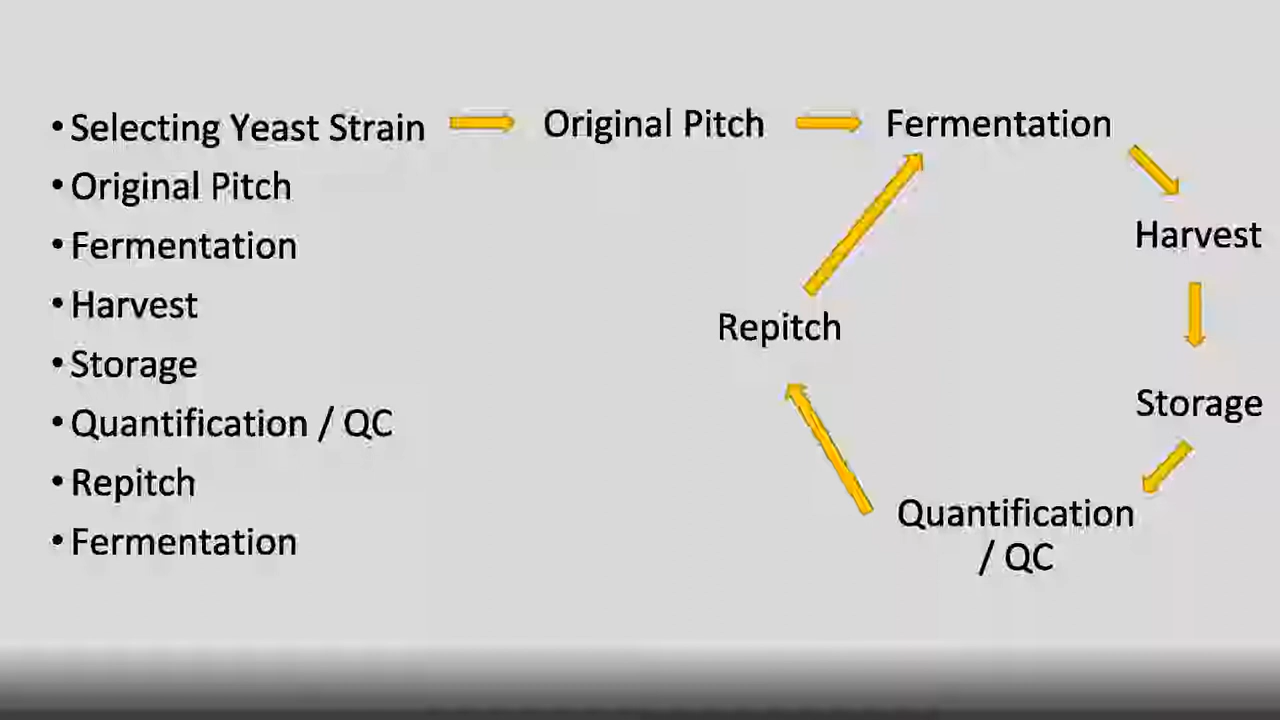 • Selecting Yeast Strain
• Original Pitch
• Fermentation
• Harvest
• Storage
• Quantification / QC
• Repitch
• Fermentation
Original Pitch
Fermentation
Harvest
Storage
Quantification
/ QC
Repitch